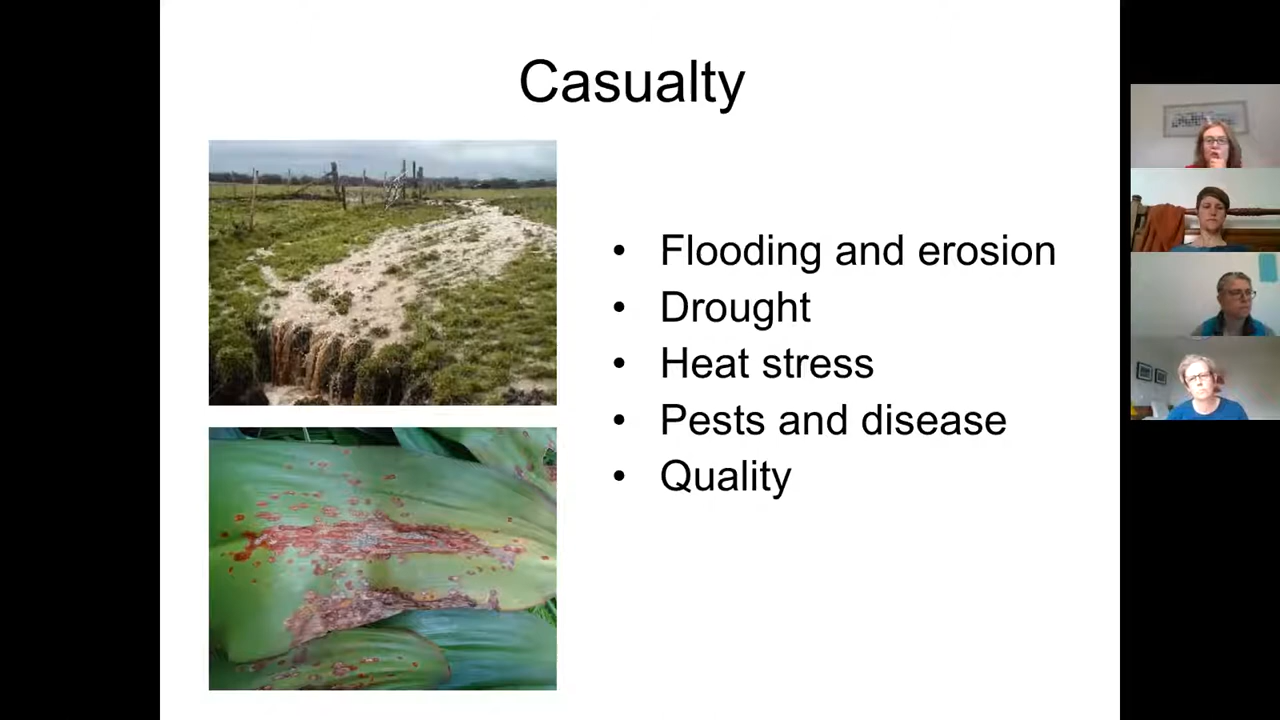 Casualty
• Flooding and erosion
• Drought
• Heat stress
• Pests and disease
• Quality